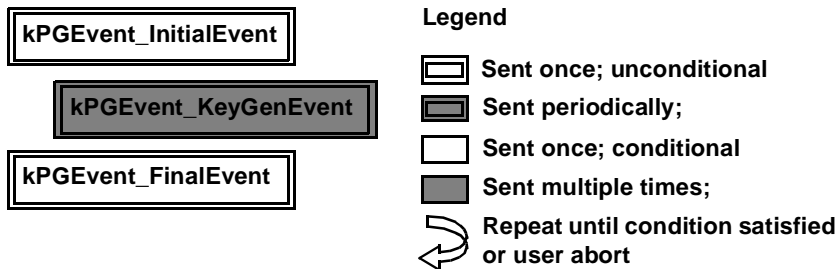 kPGEvent_InitialEvent
kPGEvent_KeyGenEvent
kPGEvent_FinalEvent
Legend
Sent once; unconditional
Sent periodically;
Sent once; conditional
Sent multiple times;
Repeat until condition satisfied
or user abort